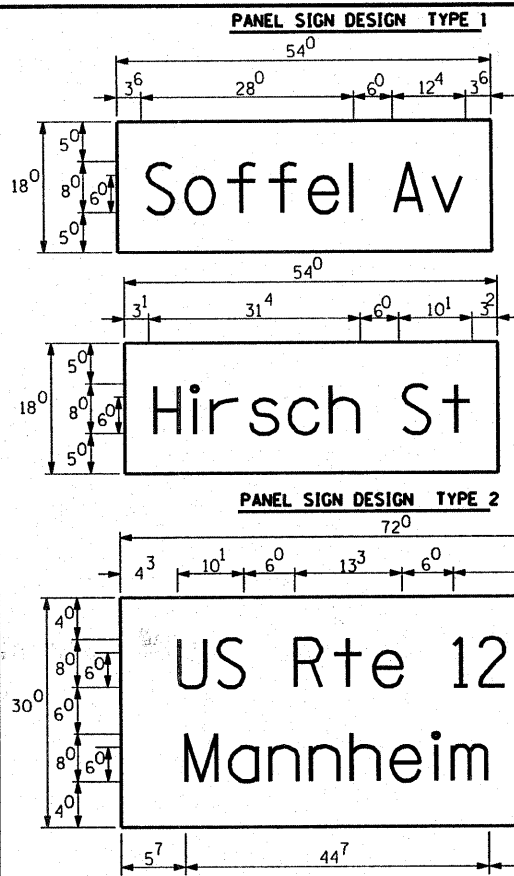 PANEL SIGN DESIGN TYPE 1
54⁰
3⁶ 28⁰ 6⁰ 12⁴ 3⁶
18⁰ 5⁰ 8⁰ 6⁰ 5⁰
Soffel Av
54⁰
3¹ 31⁴ 6⁰ 10¹ 3²
18⁰ 5⁰ 8⁰ 6⁰ 5⁰
Hirsch St
PANEL SIGN DESIGN TYPE 2
72⁰
4³ 10¹ 6⁰ 13³ 6⁰
30⁰ 4⁰ 8⁰ 6⁰ 6⁰ 8⁰ 6⁰ 4⁰
US Rte 12
Mannheim
5⁷ 44⁷